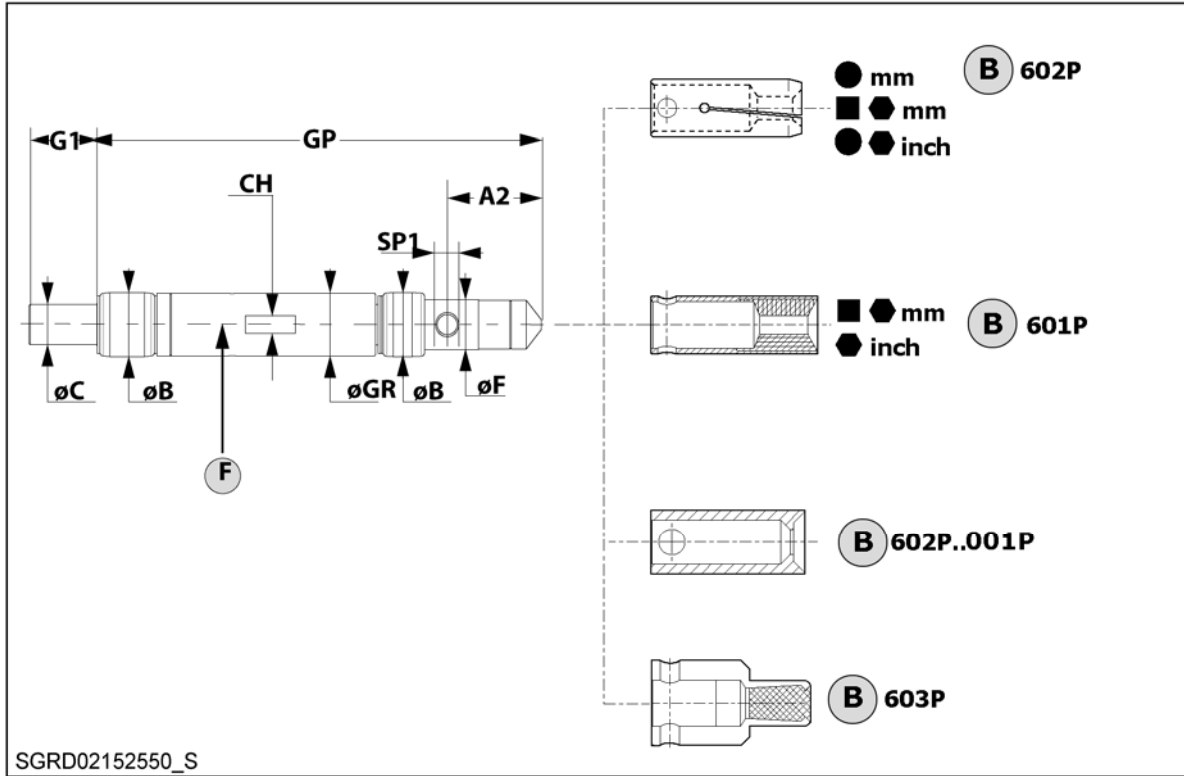 G1
GP
CH
A2
SP1
øC
øB
øGR
øB
øF
F
mm
mm
inch
B 602P
mm
inch
B 601P
B 602P..001P
B 603P
SGRD02152550_S